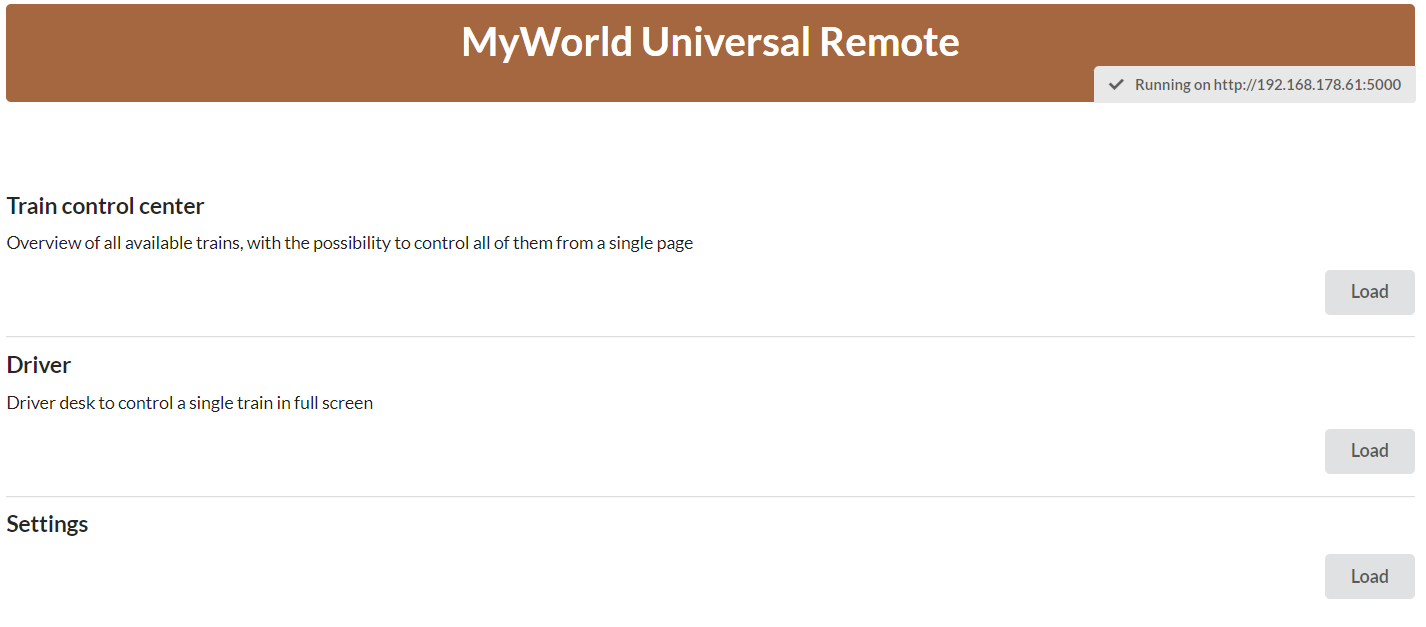 MyWorld Universal Remote
Running on http://192.168.178.61:5000
Train control center
Overview of all available trains, with the possibility to control all of them from a single page
Load
Driver
Driver desk to control a single train in full screen
Load
Settings
Load